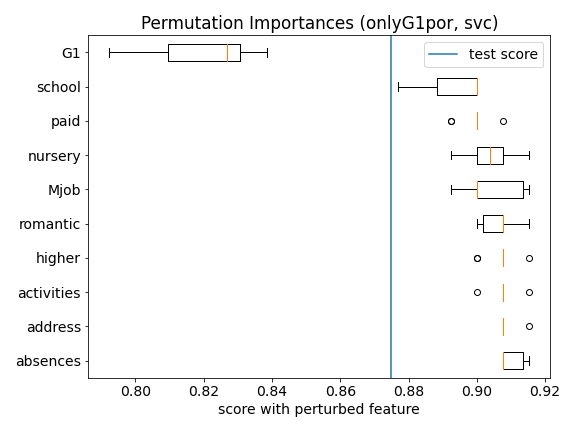 Permutation Importances (onlyG1por, svc)
test score
G1
school
paid
nursery
Mjob
romantic
higher
activities
address
absences
0.80 0.82 0.84 0.86 0.88 0.90 0.92
score with perturbed feature